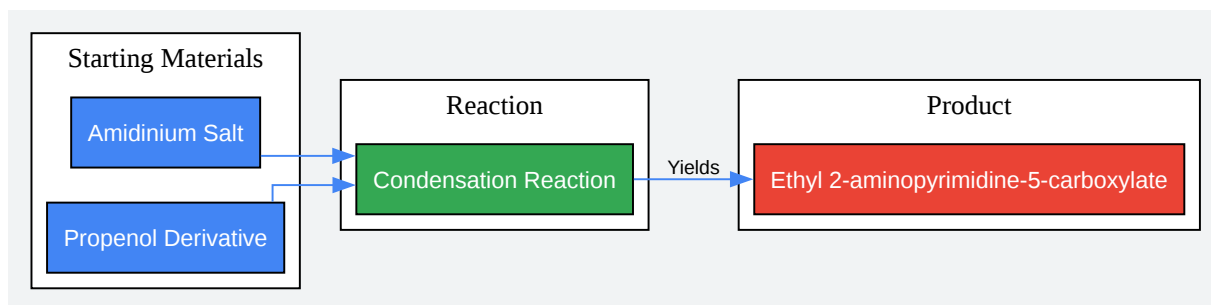 Starting Materials
Amidinium Salt
Propenol Derivative
Reaction
Condensation Reaction
Yields
Product
Ethyl 2-aminopyrimidine-5-carboxylate